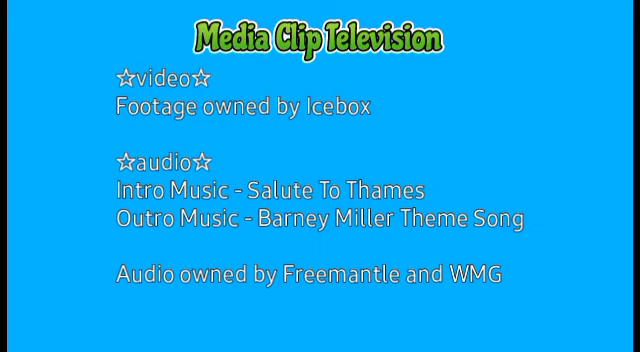 Media Clip Television
☆video☆
Footage owned by Icebox
☆audio☆
Intro Music - Salute To Thames
Outro Music - Barney Miller Theme Song
Audio owned by Freemantle and WMG